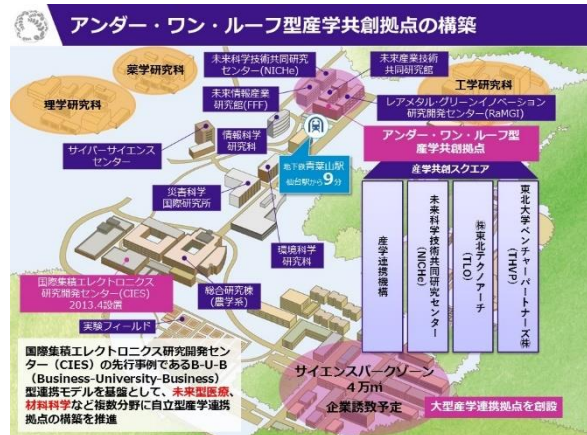 アンダー・ワン・ルーフ型産学共創拠点の構築
薬学研究科
理学研究科
未来科学技術共同研究
センター(NICHe)
未来情報産業
研究館(FFF)
情報科学
研究科
サイバーサイエンス
センター
未来産業技術
共同研究館
工学研究科
レアメタル・グリーンイノベーション
研究開発センター(RaMGI)
アンダー・ワン・ルーフ型
産学共創拠点
地下鉄青葉山駅
仙台駅から9分
産学共創スクエア
産学連携機構
未来科学技術共同研究センター
(NICHe)
㈱東北テクノアーチ
(TLO)
東北大学ベンチャーパートナーズ㈱
(THVP)
災害科学
国際研究所
環境科学
研究科
国際集積エレクトロニクス
研究開発センター(CIES)
2013.4設置
総合研究棟
(農学系)
実験フィールド
国際集積エレクトロニクス研究開発セン
ター（CIES）の先行事例であるB-U-B
（Business-University-Business）
型連携モデルを基盤として、未来型医療、
材料科学など複数分野に自立型産学連携
拠点の構築を推進
サイエンスパークゾーン
4万㎡
企業誘致予定
大型産学連携拠点を創設